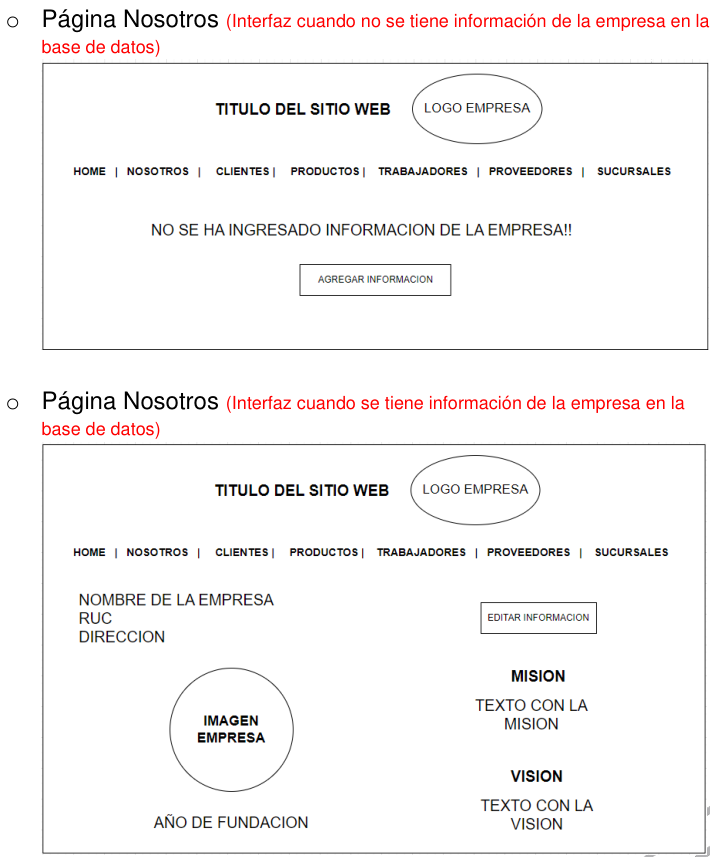 o Página Nosotros (Interfaz cuando no se tiene información de la empresa en la
base de datos)
TITULO DEL SITIO WEB LOGO EMPRESA
HOME | NOSOTROS | CLIENTES | PRODUCTOS | TRABAJADORES | PROVEEDORES | SUCURSALES
NO SE HA INGRESADO INFORMACION DE LA EMPRESA!!
AGREGAR INFORMACION
o Página Nosotros (Interfaz cuando se tiene información de la empresa en la
base de datos)
TITULO DEL SITIO WEB LOGO EMPRESA
HOME | NOSOTROS | CLIENTES | PRODUCTOS | TRABAJADORES | PROVEEDORES | SUCURSALES
NOMBRE DE LA EMPRESA
RUC
DIRECCION
EDITAR INFORMACION
IMAGEN
EMPRESA
AÑO DE FUNDACION
MISION
TEXTO CON LA
MISION
VISION
TEXTO CON LA
VISION